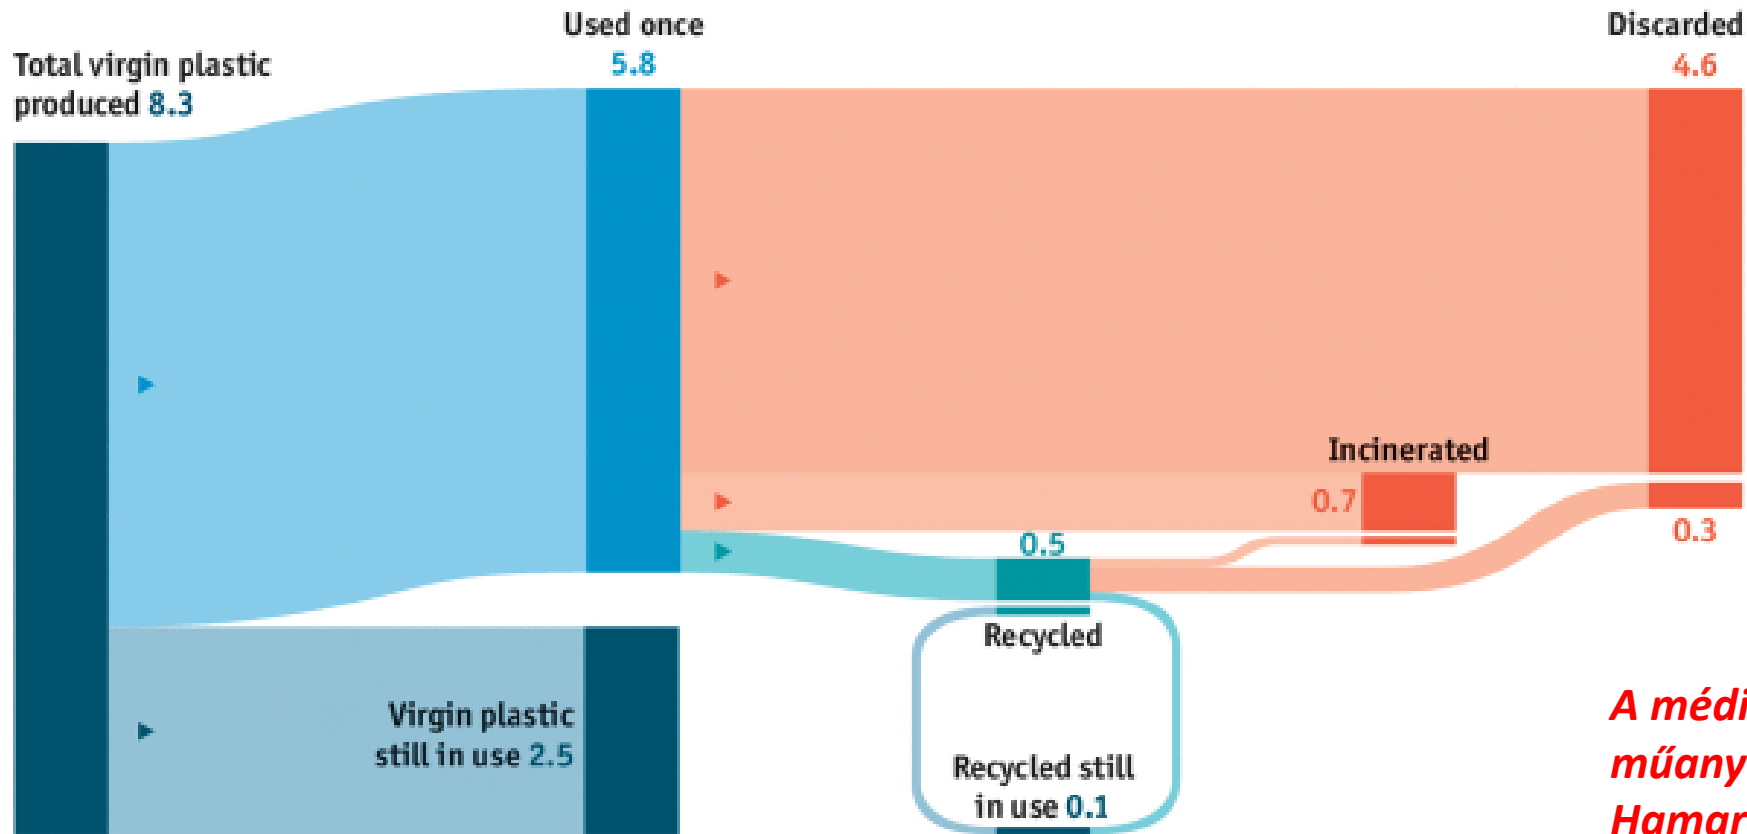 Used once
5.8
Discarded
4.6
Total virgin plastic
produced 8.3
Incinerated
0.7
0.3
0.5
Recycled
Virgin plastic
still in use 2.5
Recycled still
in use 0.1
A médi
műany
Hamar